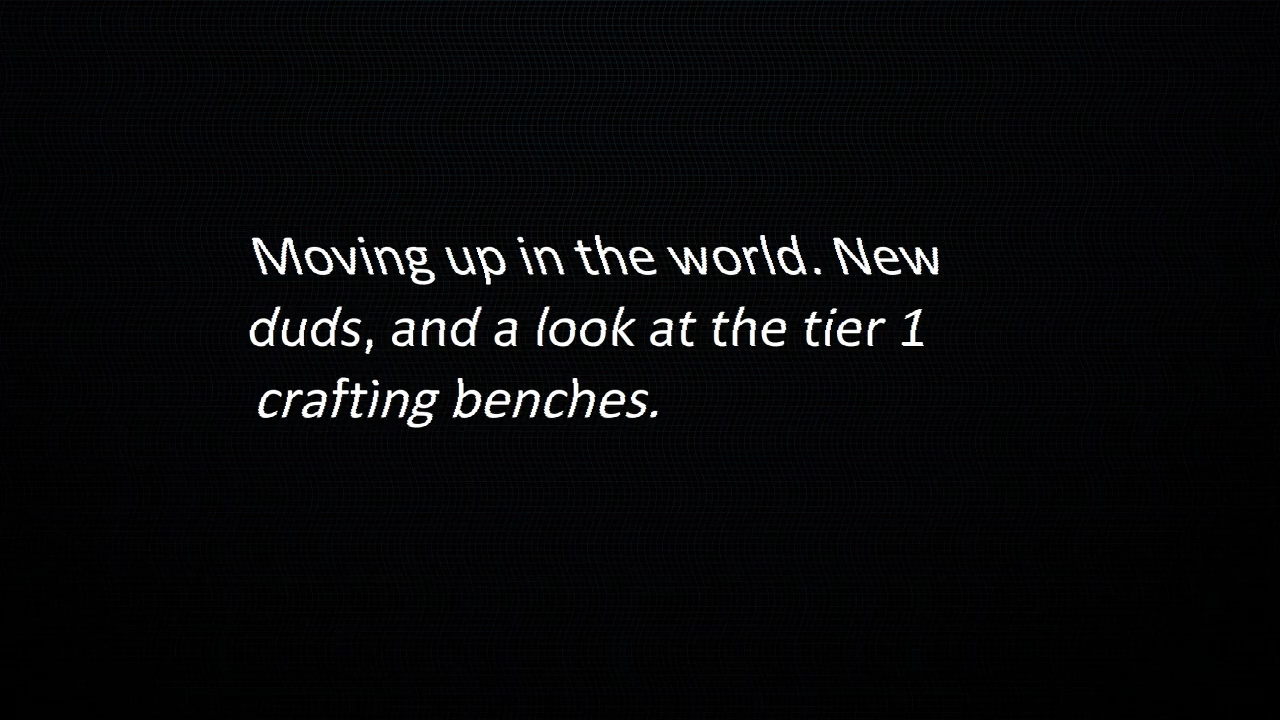 Moving up in the world. New
duds, and a look at the tier 1
crafting benches.